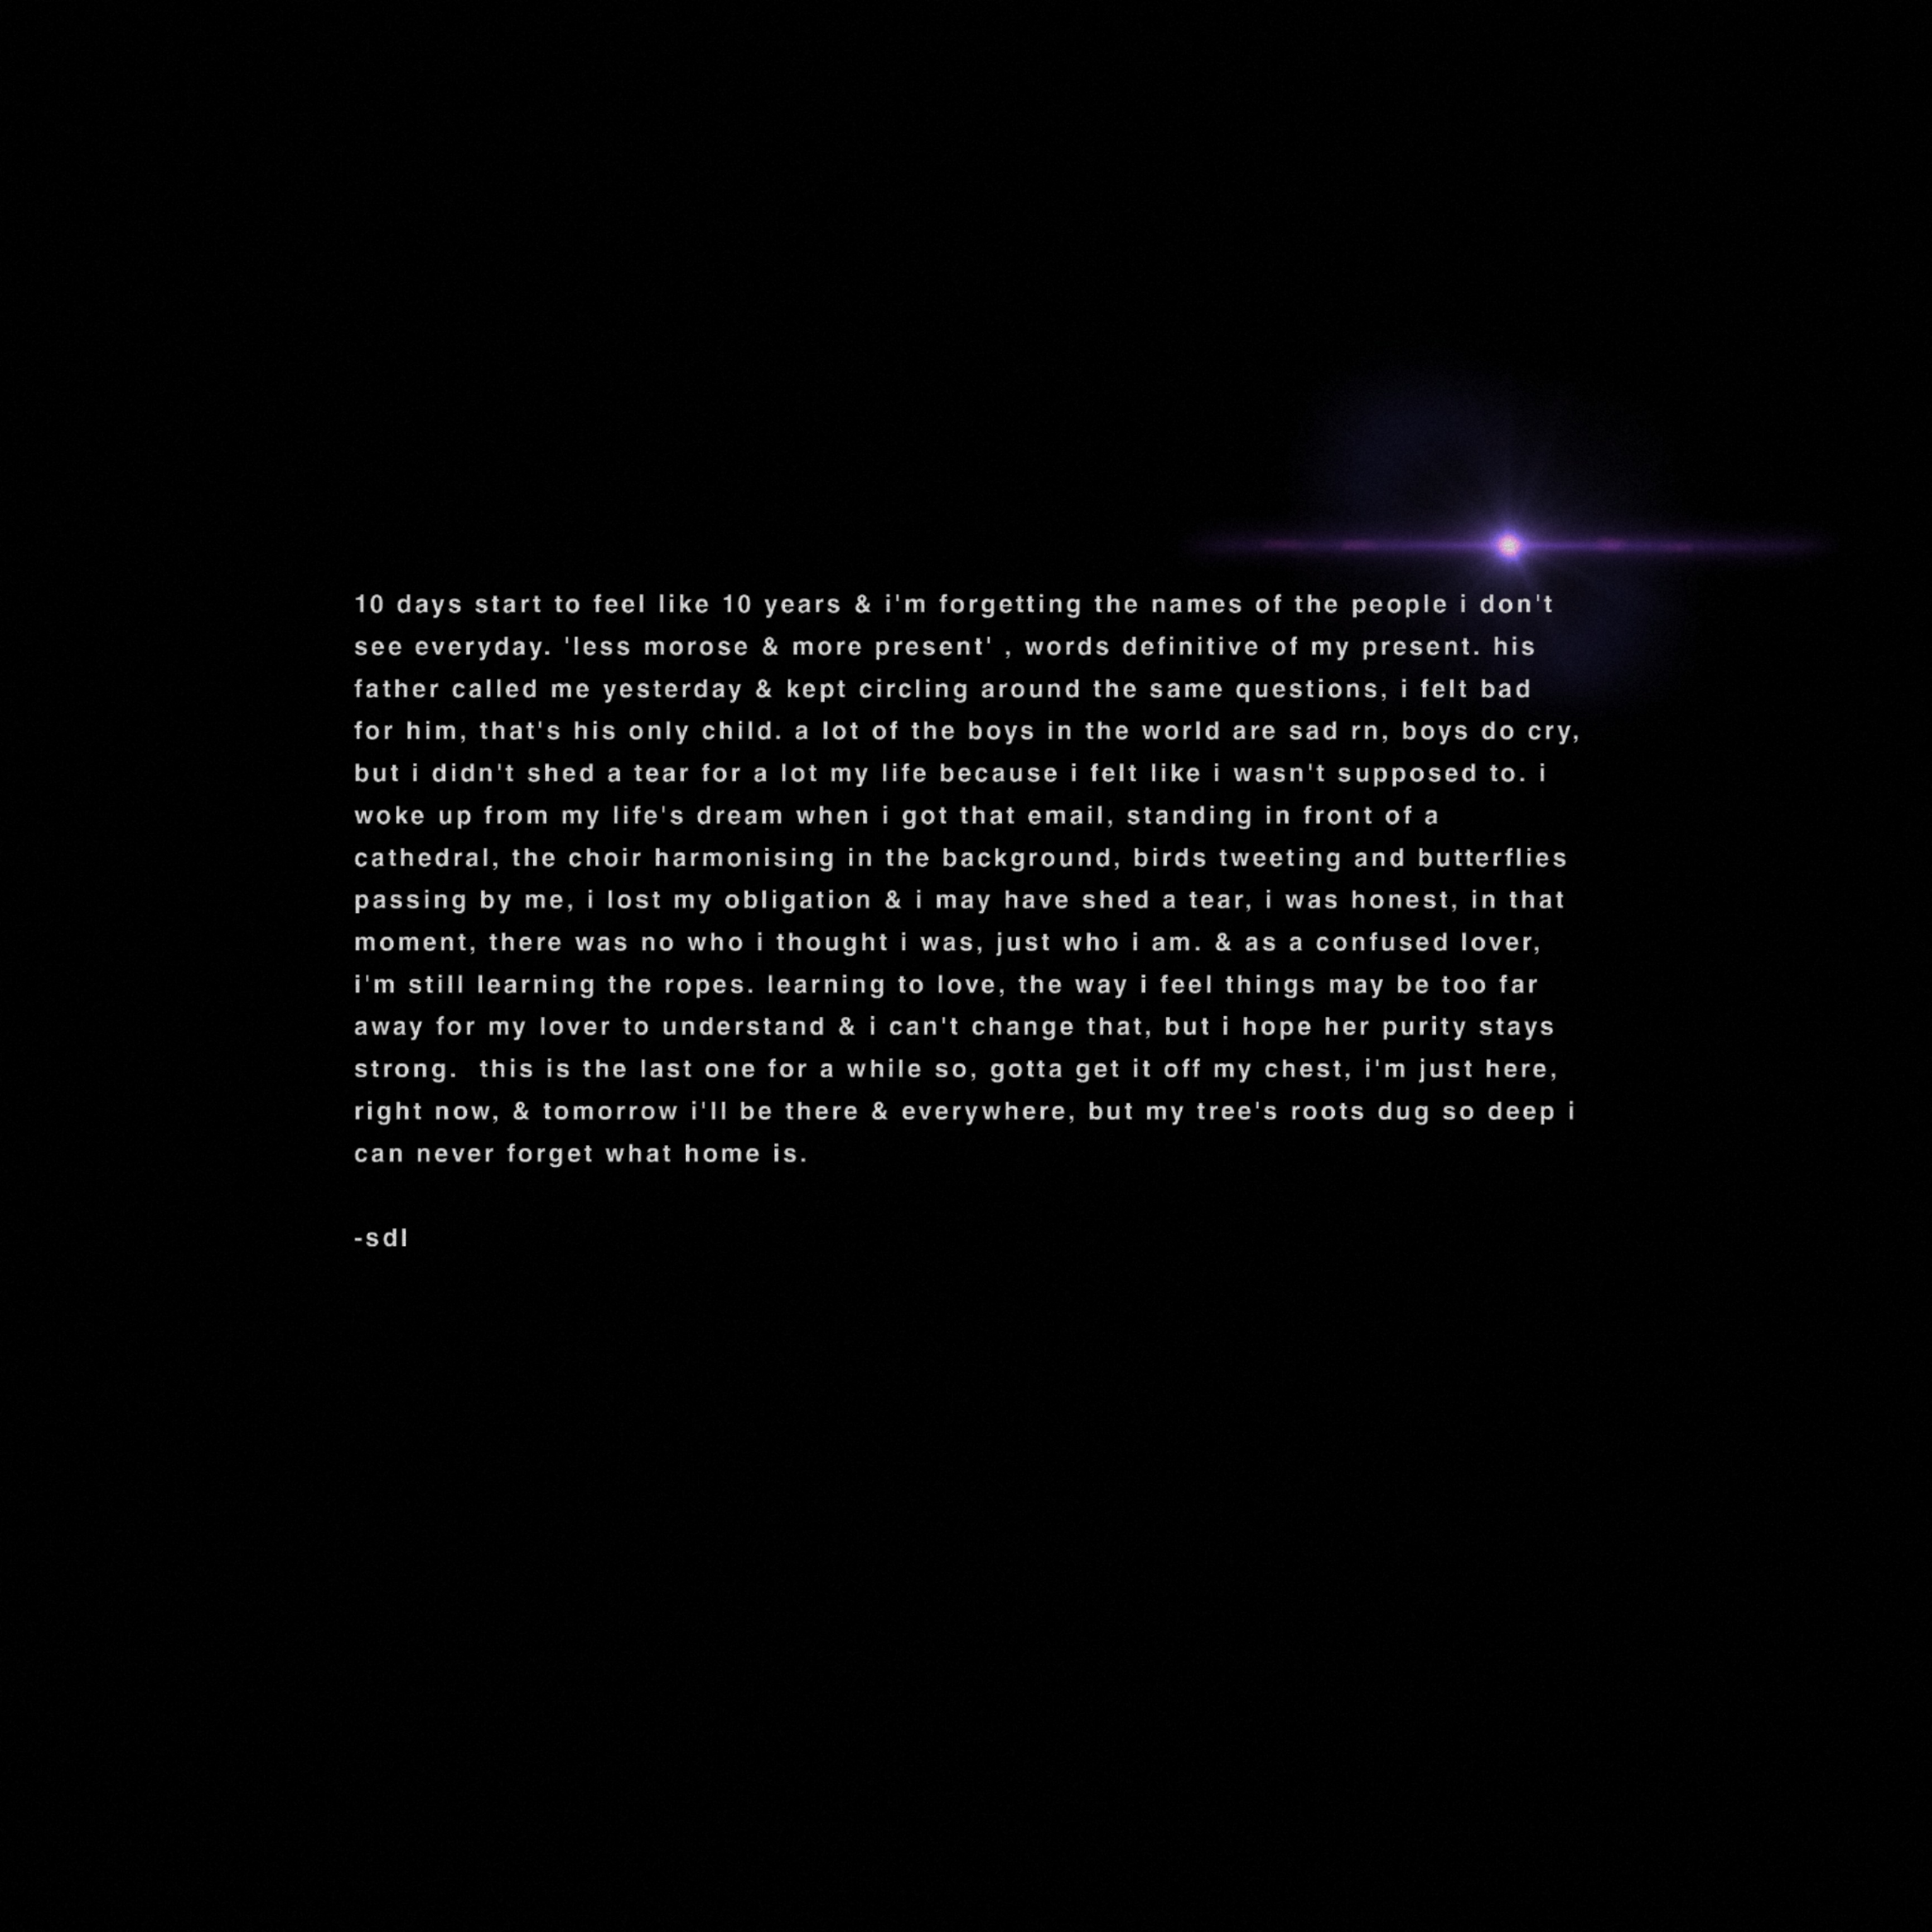 10 days start to feel like 10 years & i'm forgetting the names of the people i don't
see everyday. 'less morose & more present' , words definitive of my present. his
father called me yesterday & kept circling around the same questions, i felt bad
for him, that's his only child. a lot of the boys in the world are sad rn, boys do cry,
but i didn't shed a tear for a lot my life because i felt like i wasn't supposed to. i
woke up from my life's dream when i got that email, standing in front of a
cathedral, the choir harmonising in the background, birds tweeting and butterflies
passing by me, i lost my obligation & i may have shed a tear, i was honest, in that
moment, there was no who i thought i was, just who i am. & as a confused lover,
i'm still learning the ropes. learning to love, the way i feel things may be too far
away for my lover to understand & i can't change that, but i hope her purity stays
strong.  this is the last one for a while so, gotta get it off my chest, i'm just here,
right now, & tomorrow i'll be there & everywhere, but my tree's roots dug so deep i
can never forget what home is.
-sdl